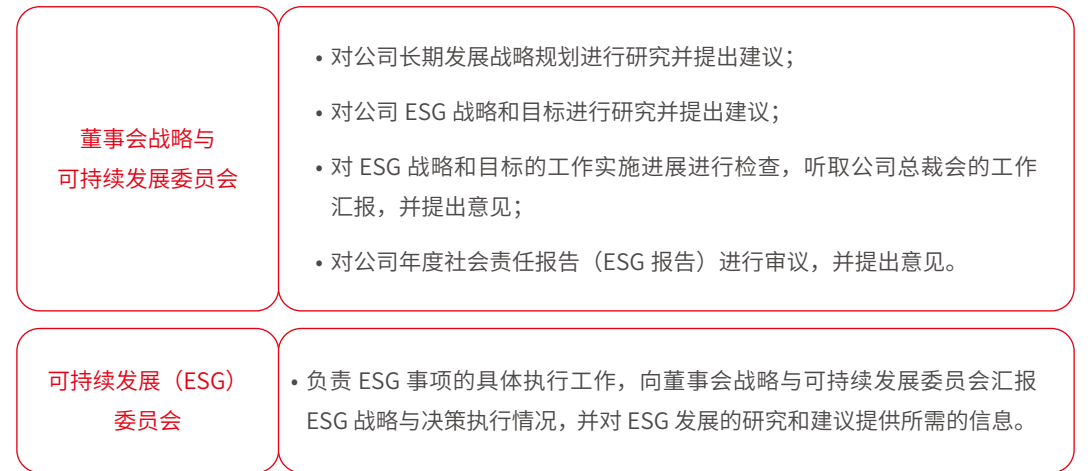 董事会战略与
可持续发展委员会
• 对公司长期发展战略规划进行研究并提出建议；
• 对公司 ESG 战略和目标进行研究并提出建议；
• 对 ESG 战略和目标的工作实施进展进行检查，听取公司总裁会的工作
汇报，并提出意见；
• 对公司年度社会责任报告（ESG 报告）进行审议，并提出意见。
可持续发展（ESG）
委员会
• 负责 ESG 事项的具体执行工作，向董事会战略与可持续发展委员会汇报
ESG 战略与决策执行情况，并对 ESG 发展的研究和建议提供所需的信息。